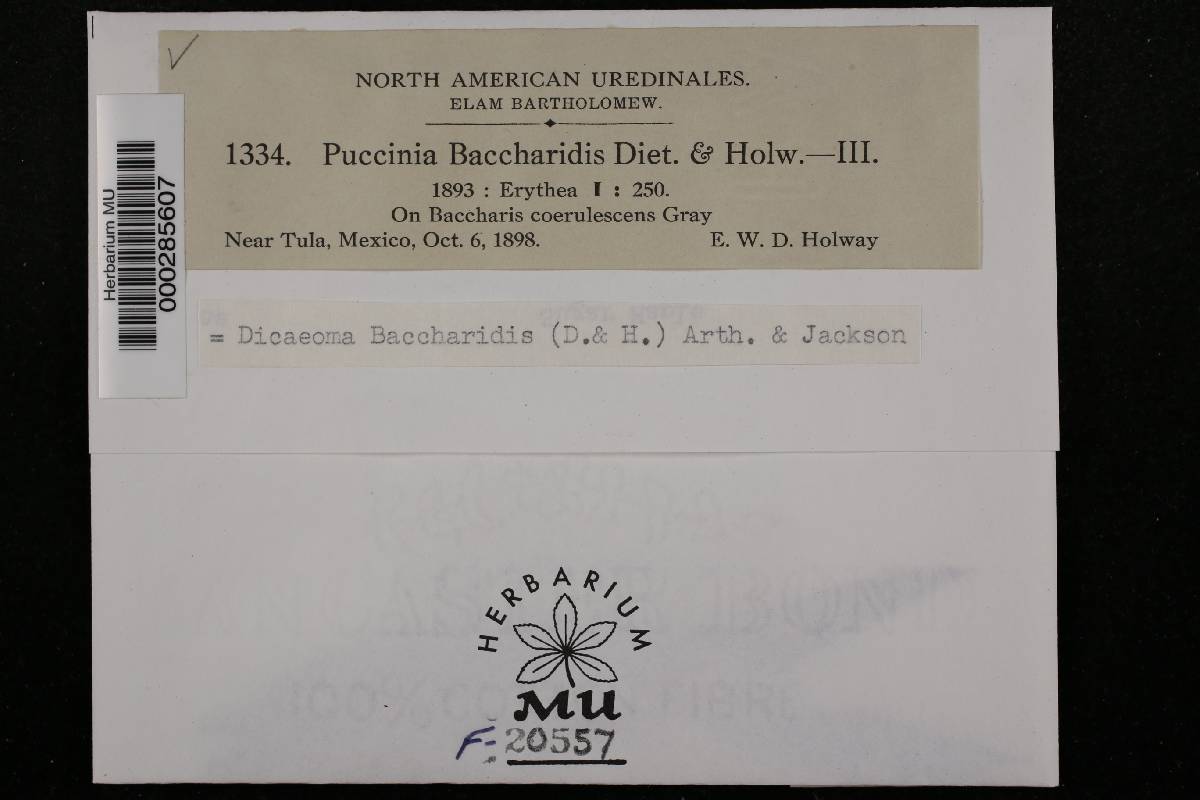 NORTH AMERICAN UREDINALES.
ELAM BARTHOLOMEW.
1334. Puccinia Baccharidis Diet. & Holw.—III.
1893 : Erythea I : 250.
On Baccharis coerulescens Gray
Near Tula, Mexico, Oct. 6, 1898. E. W. D. Holway
Herbarium MU
000285607
= Dicaeoma Baccharidis (D.& H.) Arth. & Jackson
HERBARIUM
MU
F- 20557